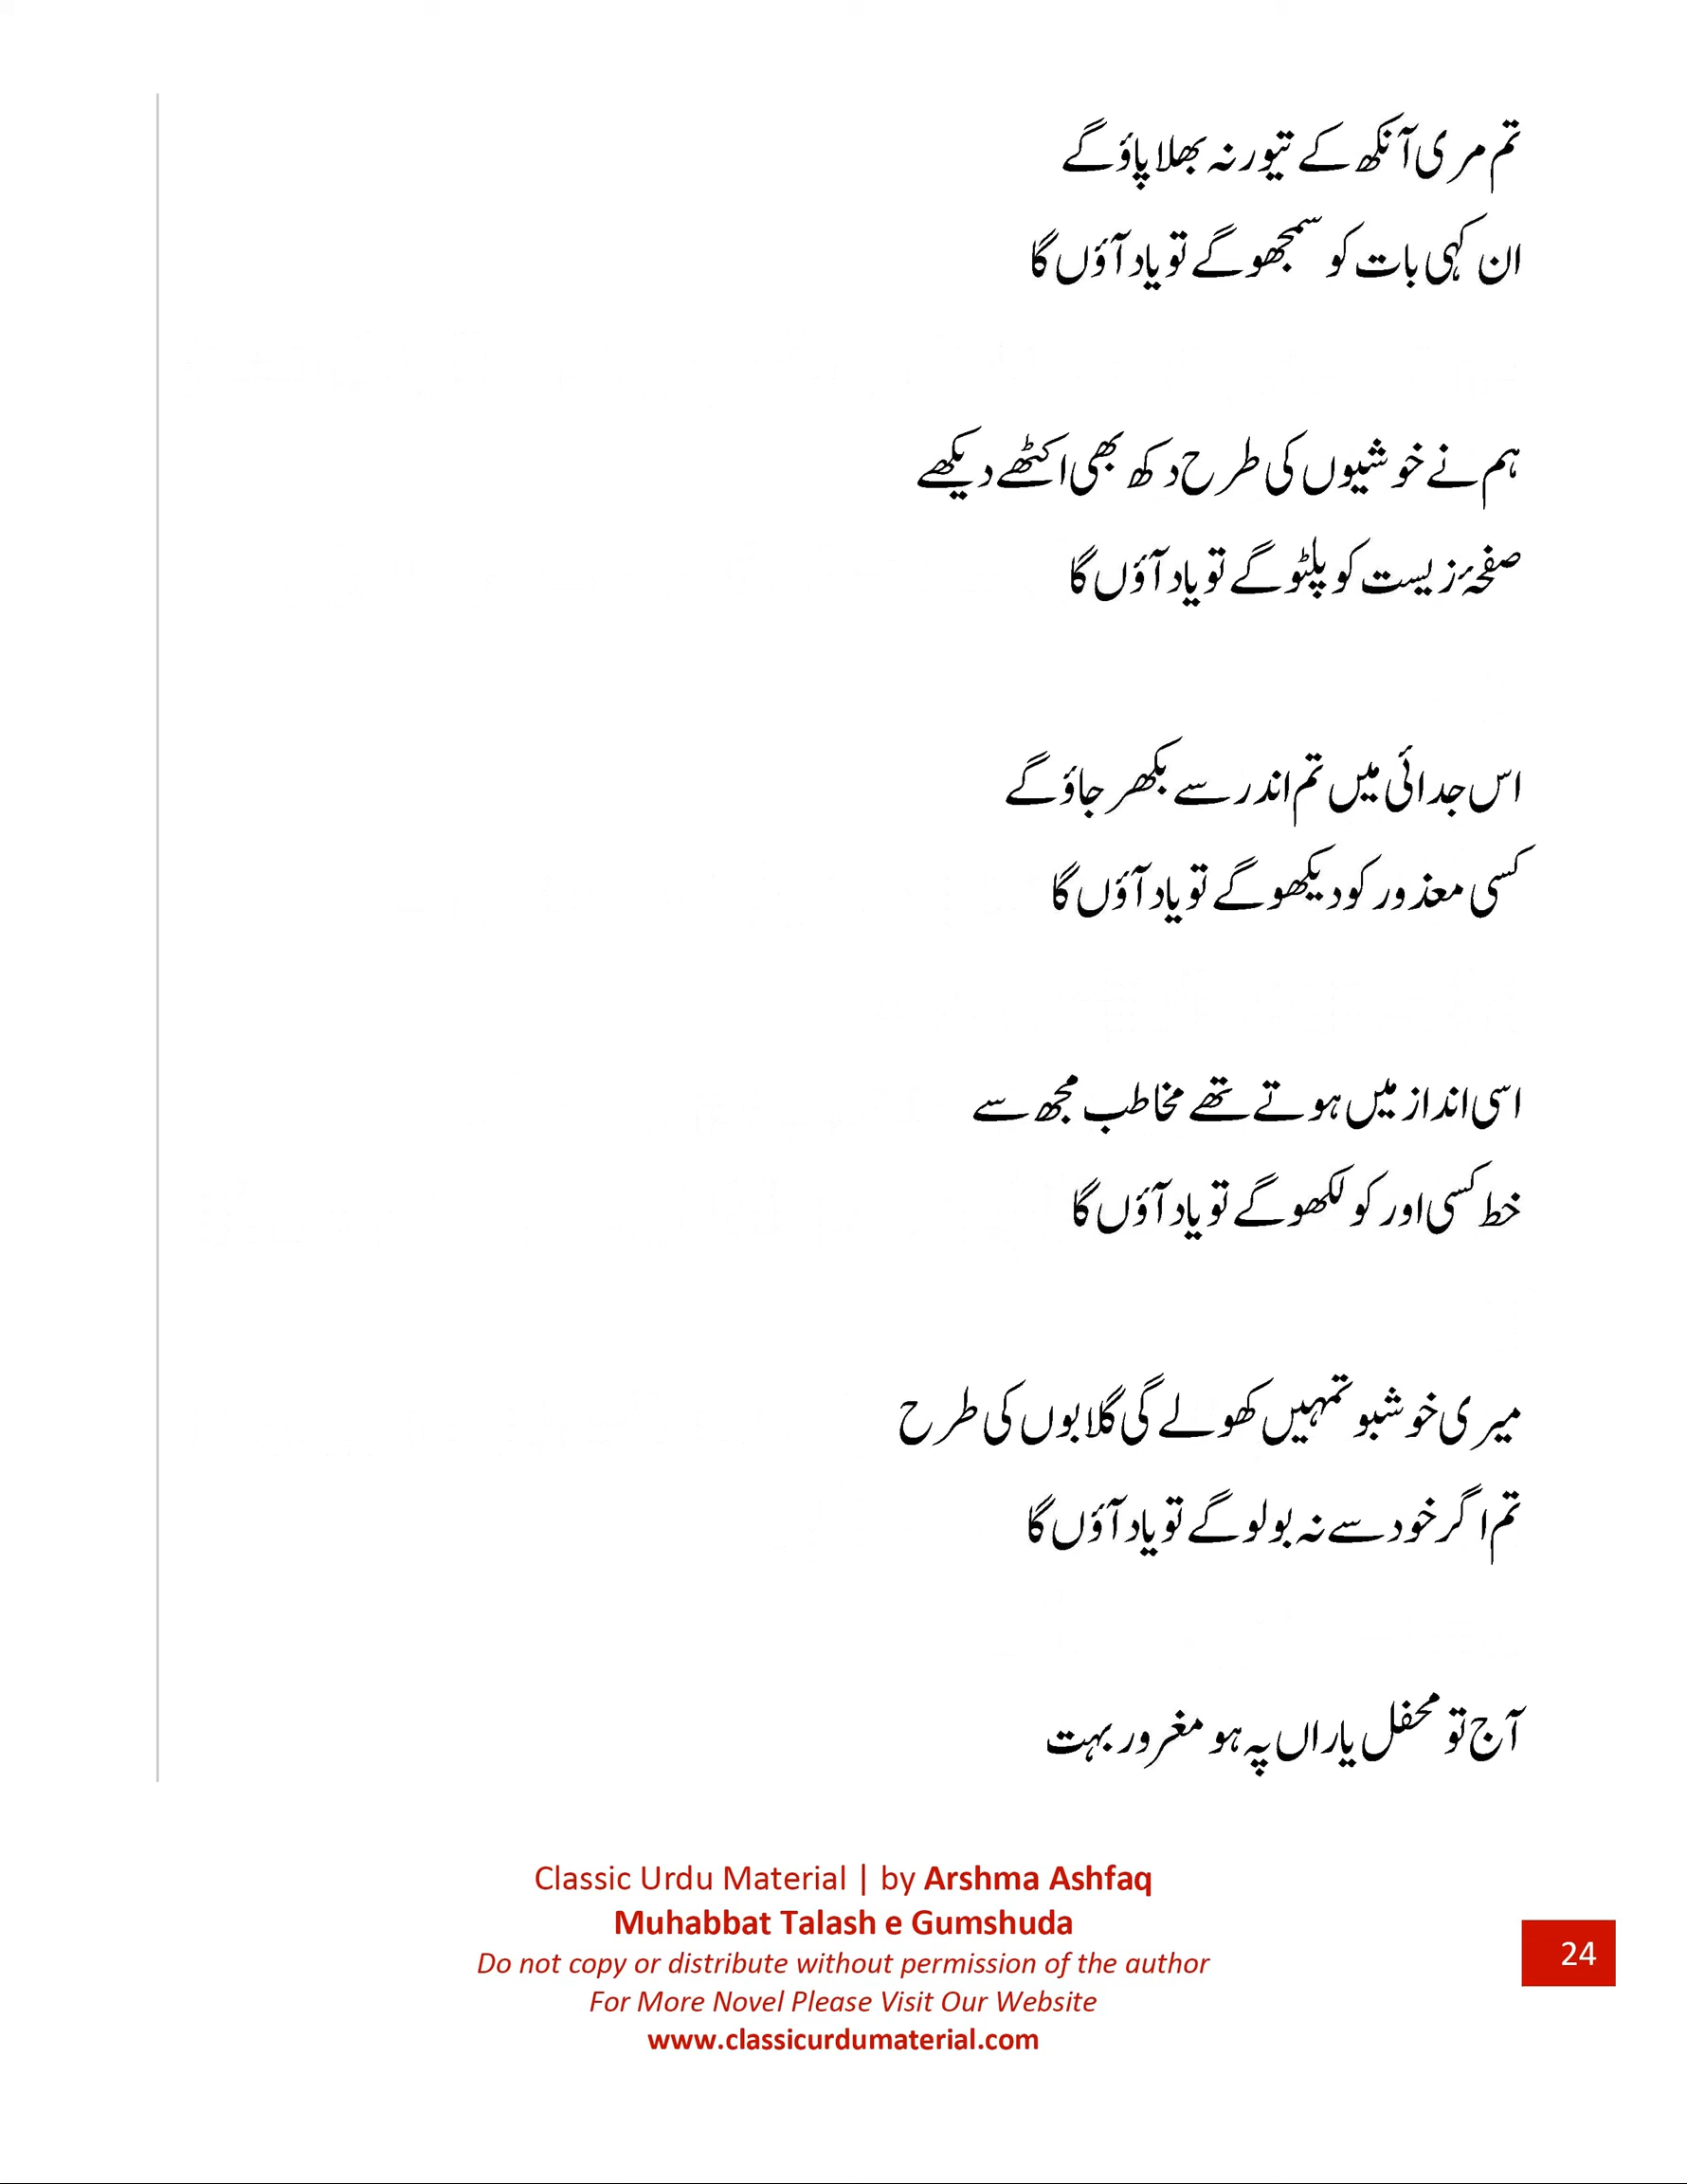 تم مری آنکھ کے تیور نہ بھلا پاؤ گے
ان کہی بات کو سمجھو گے تو یاد آؤں گا
ہم نے خوشیوں کی طرح دکھ بھی اکٹھے دیکھے
صفحۂ زیست کو پلٹو گے تو یاد آؤں گا
اس جدائی میں تم اندر سے بکھر جاؤ گے
کسی معذور کو دیکھو گے تو یاد آؤں گا
اسی انداز میں ہوتے تھے مخاطب مجھ سے
خط کسی اور کو لکھو گے تو یاد آؤں گا
میری خوشبو تمہیں کھولے گی گلابوں کی طرح
تم اگر خود سے نہ بولو گے تو یاد آؤں گا
آج تو محفل یاراں پہ ہو مغرور بہت
Classic Urdu Material | by Arshma Ashfaq
Muhabbat Talash e Gumshuda
Do not copy or distribute without permission of the author
For More Novel Please Visit Our Website
www.classicurdumaterial.com
24